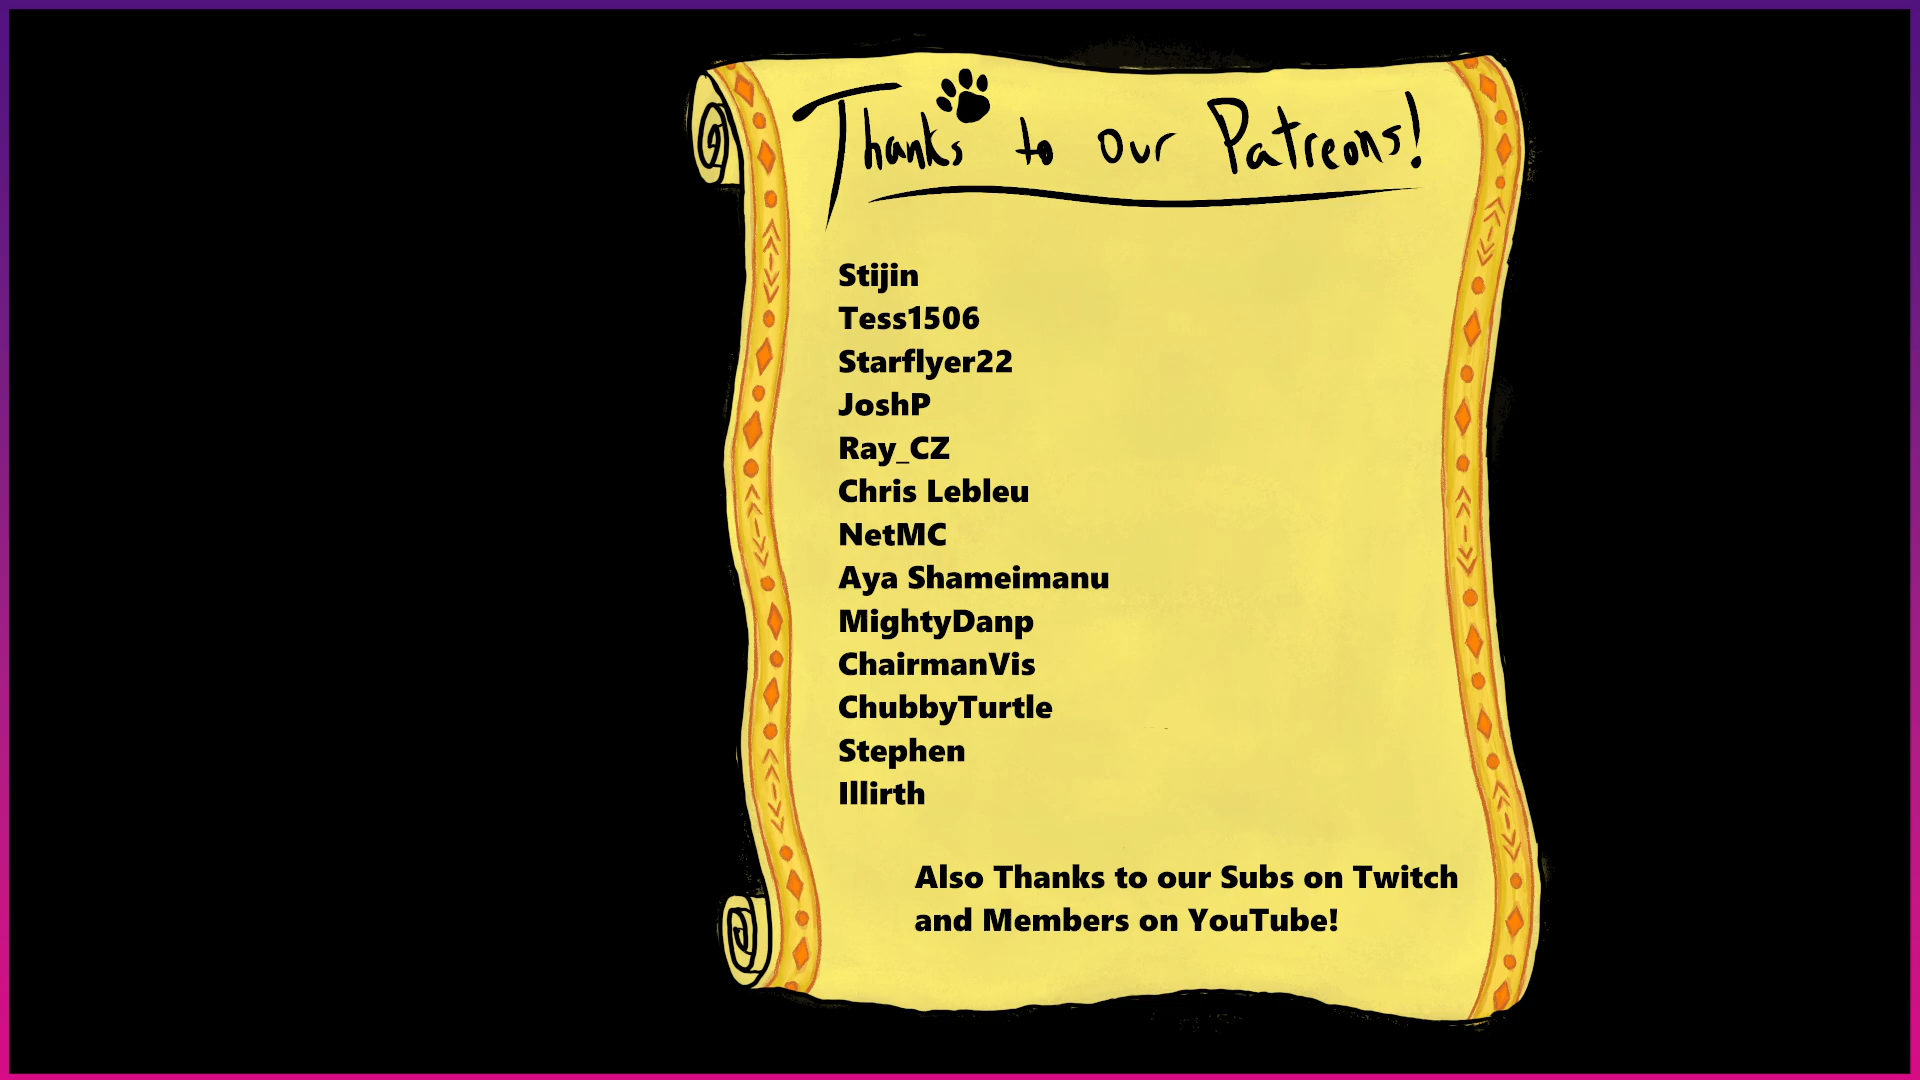 Thanks to our Patreons!
Stijin
Tess1506
Starflyer22
JoshP
Ray_CZ
Chris Lebleu
NetMC
Aya Shameimanu
MightyDanp
ChairmanVis
ChubbyTurtle
Stephen
Illirth
Also Thanks to our Subs on Twitch
and Members on YouTube!